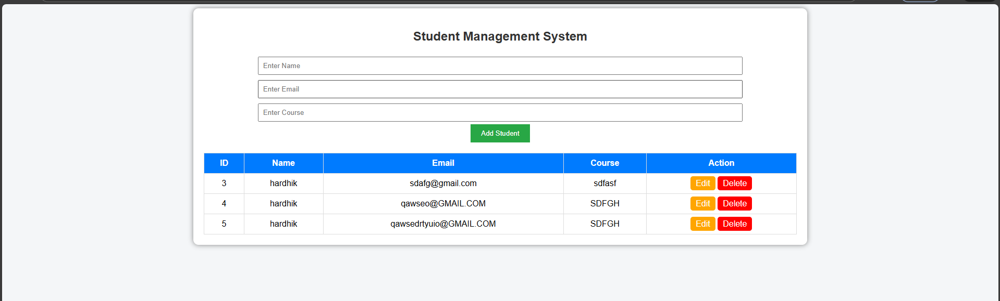 Student Management System
Enter Name
Enter Email
Enter Course
Add Student
ID Name Email Course Action
3 hardhik sdafg@gmail.com sdfasf Edit Delete
4 hardhik qawseo@GMAIL.COM SDFGH Edit Delete
5 hardhik qawsedrtyuio@GMAIL.COM SDFGH Edit Delete